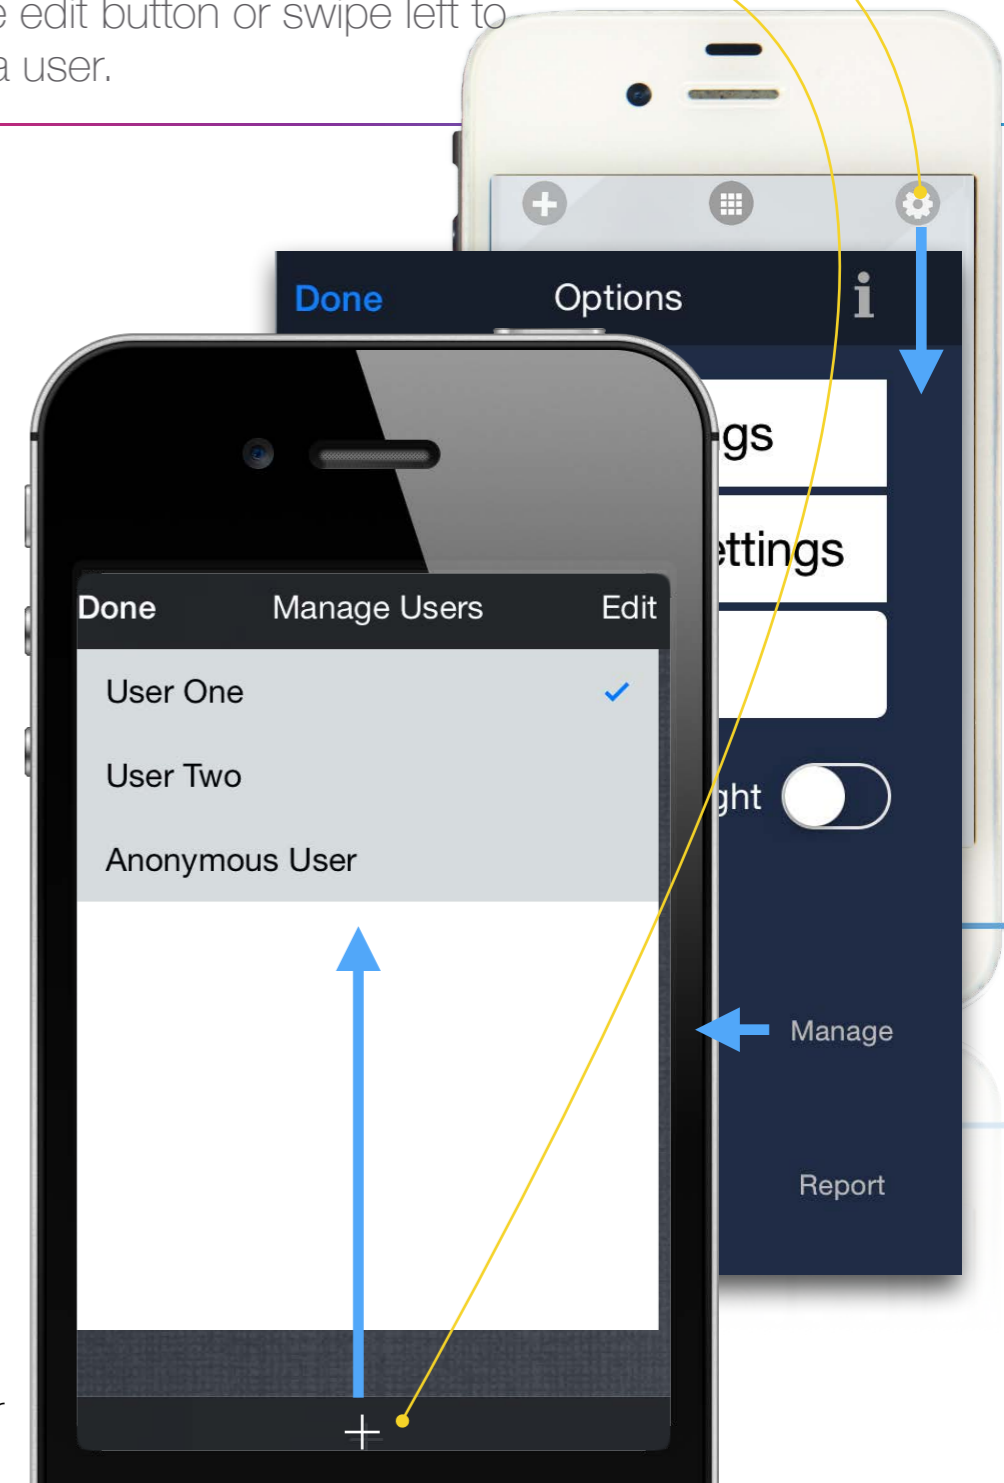 e edit button or swipe left to
a user.
Done Options i
gs
ettings
ght
Manage
Report
Done Manage Users Edit
User One
User Two
Anonymous User